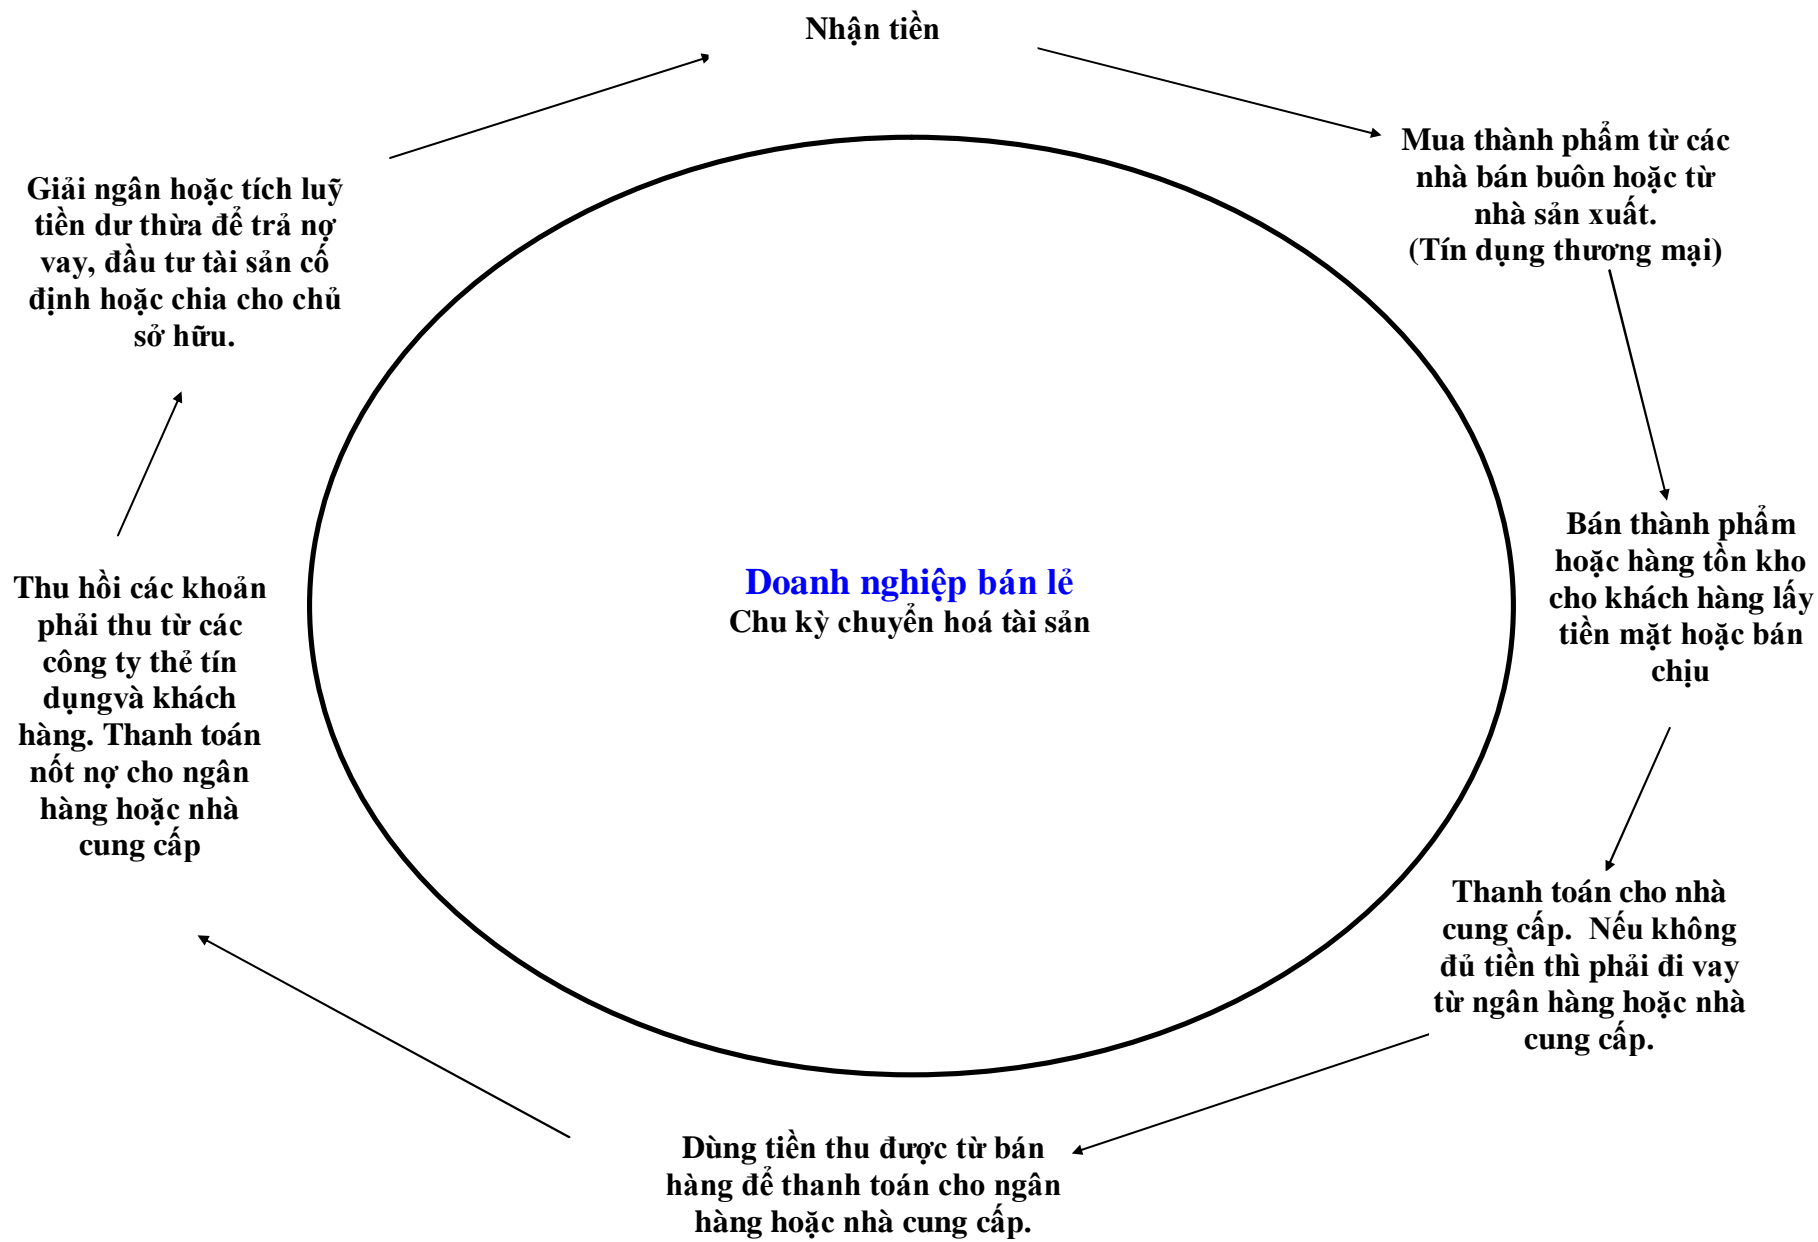 Nhận tiền
Mua thành phẩm từ các
nhà bán buôn hoặc từ
nhà sản xuất.
(Tín dụng thương mại)
Bán thành phẩm
hoặc hàng tồn kho
cho khách hàng lấy
tiền mặt hoặc bán
chịu
Thanh toán cho nhà
cung cấp.  Nếu không
đủ tiền thì phải đi vay
từ ngân hàng hoặc nhà
cung cấp.
Dùng tiền thu được từ bán
hàng để thanh toán cho ngân
hàng hoặc nhà cung cấp.
Thu hồi các khoản
phải thu từ các
công ty thẻ tín
dụngvà khách
hàng. Thanh toán
nốt nợ cho ngân
hàng hoặc nhà
cung cấp
Giải ngân hoặc tích luỹ
tiền dư thừa để trả nợ
vay, đầu tư tài sản cố
định hoặc chia cho chủ
sở hữu.
Doanh nghiệp bán lẻ
Chu kỳ chuyển hoá tài sản